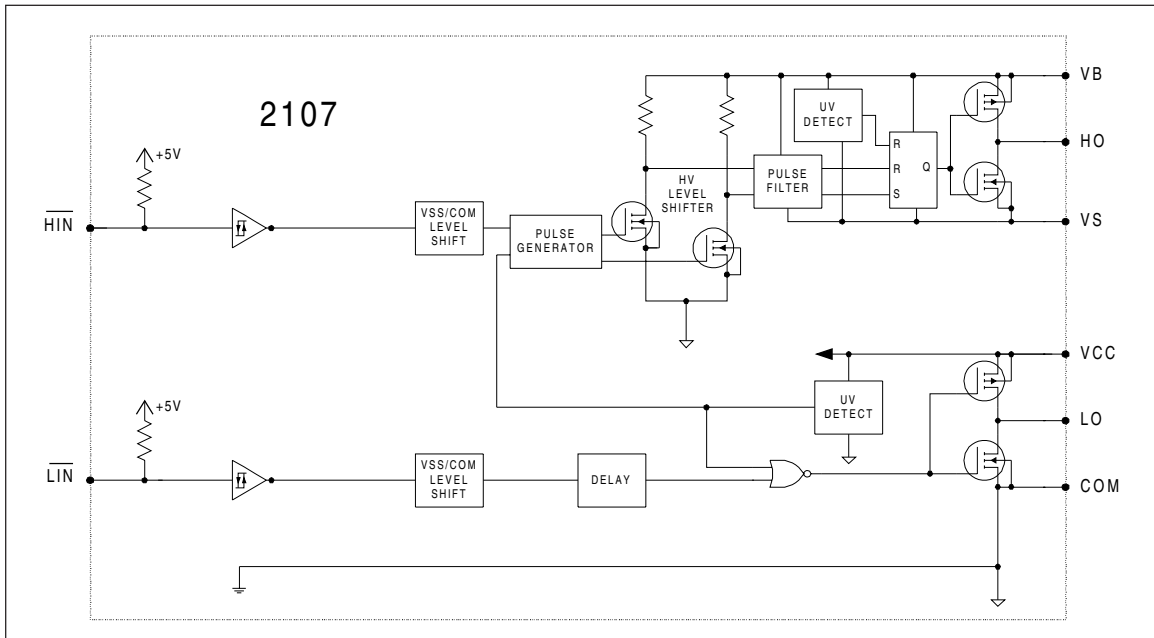 2107
VB
UV
DETECT
HO
R
+5V
R
Q
PULSE
FILTER
HV
LEVEL
SHIFTER
S
HIN
VSS/COM
LEVEL
SHIFT
PULSE
GENERATOR
VS
VCC
UV
DETECT
+5V
LO
LIN
VSS/COM
LEVEL
SHIFT
DELAY
COM